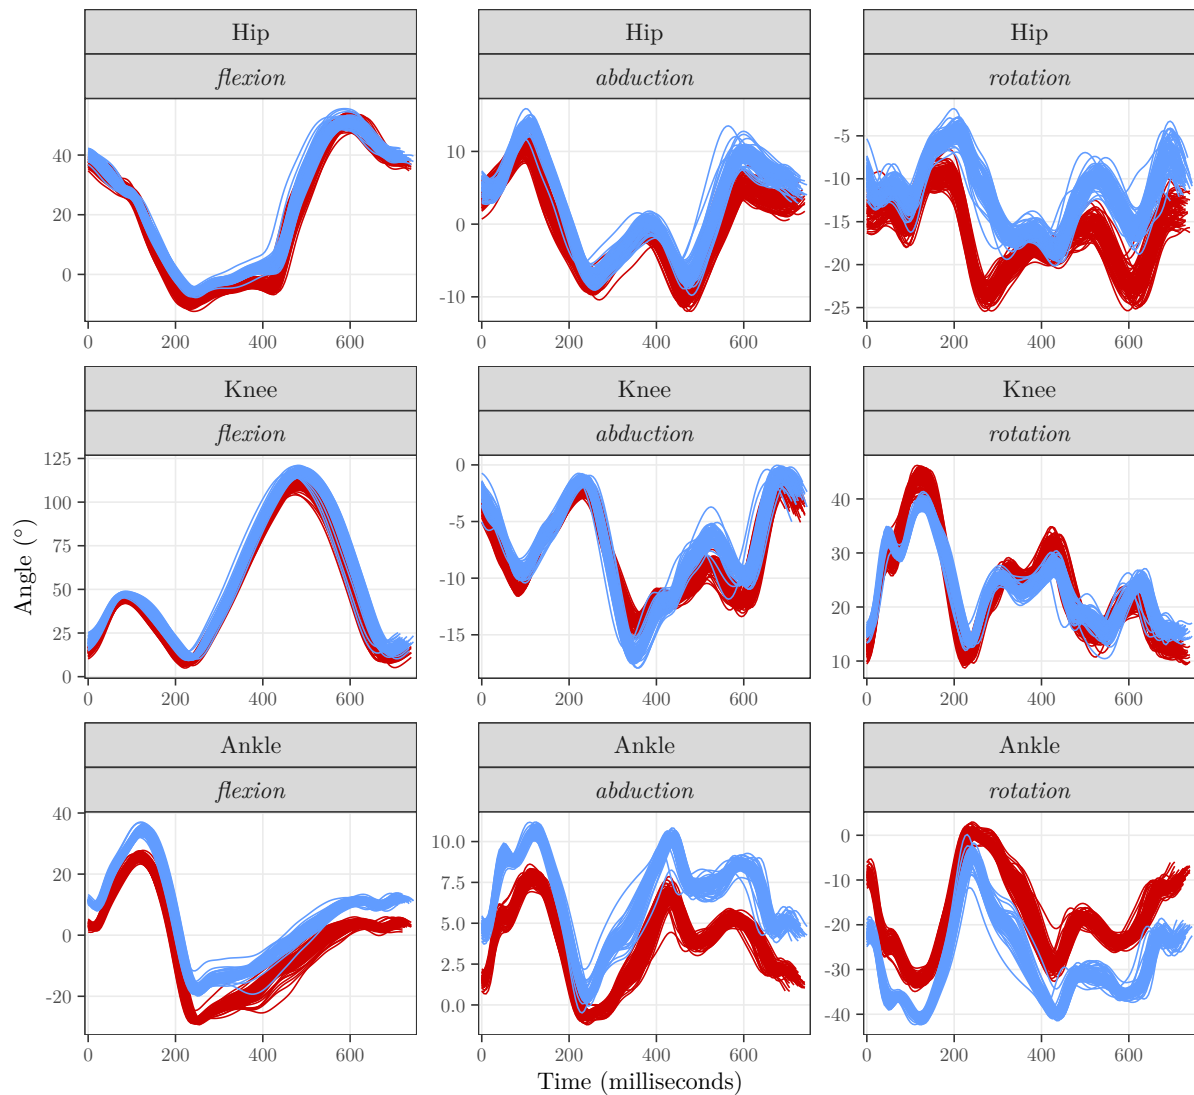 Hip Hip Hip
flexion abduction rotation
40
20
0
0 200 400 600
10
0
-10
0 200 400 600
-5
-10
-15
-20
-25
0 200 400 600
Knee Knee Knee
flexion abduction rotation
125
100
75
50
25
0
0 200 400 600
0
-5
-10
-15
0 200 400 600
40
30
20
10
0 200 400 600
Angle (°)
Ankle Ankle Ankle
flexion abduction rotation
40
20
0
-20
0 200 400 600
10.0
7.5
5.0
2.5
0.0
0 200 400 600
0
-10
-20
-30
-40
0 200 400 600
Time (milliseconds)